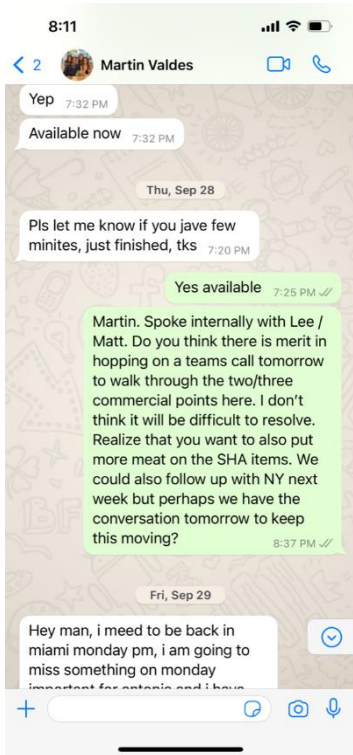 8:11
2 Martin Valdes
Yep 7:32 PM
Available now 7:32 PM
Thu, Sep 28
Pls let me know if you jave few
minites, just finished, tks 7:20 PM
Yes available 7:25 PM
Martin. Spoke internally with Lee /
Matt. Do you think there is merit in
hopping on a teams call tomorrow
to walk through the two/three
commercial points here. I don't
think it will be difficult to resolve.
Realize that you want to also put
more meat on the SHA items. We
could also follow up with NY next
week but perhaps we have the
conversation tomorrow to keep
this moving? 8:37 PM
Fri, Sep 29
Hey man, i need to be back in
miami monday pm, i am going to
miss something on monday
important for antonia and i have